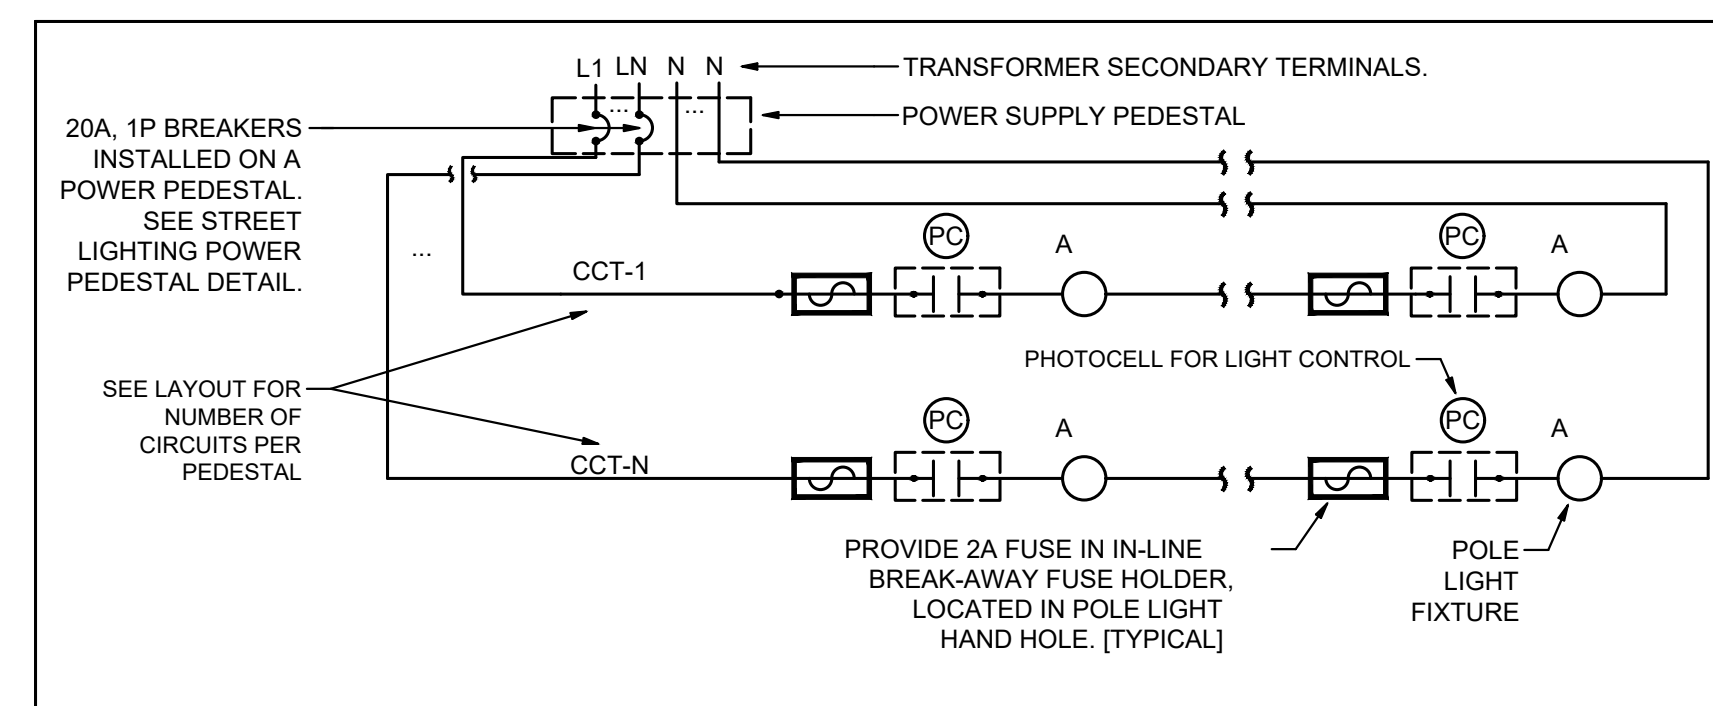 L1 LN N N
TRANSFORMER SECONDARY TERMINALS.
... ...
POWER SUPPLY PEDESTAL
20A, 1P BREAKERS
INSTALLED ON A
POWER PEDESTAL.
SEE STREET
LIGHTING POWER
PEDESTAL DETAIL.
...
PC A PC A
CCT-1
PHOTOCELL FOR LIGHT CONTROL
SEE LAYOUT FOR
NUMBER OF
CIRCUITS PER
PEDESTAL
PC A PC A
CCT-N
PROVIDE 2A FUSE IN IN-LINE
BREAK-AWAY FUSE HOLDER,
LOCATED IN POLE LIGHT
HAND HOLE. [TYPICAL]
POLE
LIGHT
FIXTURE